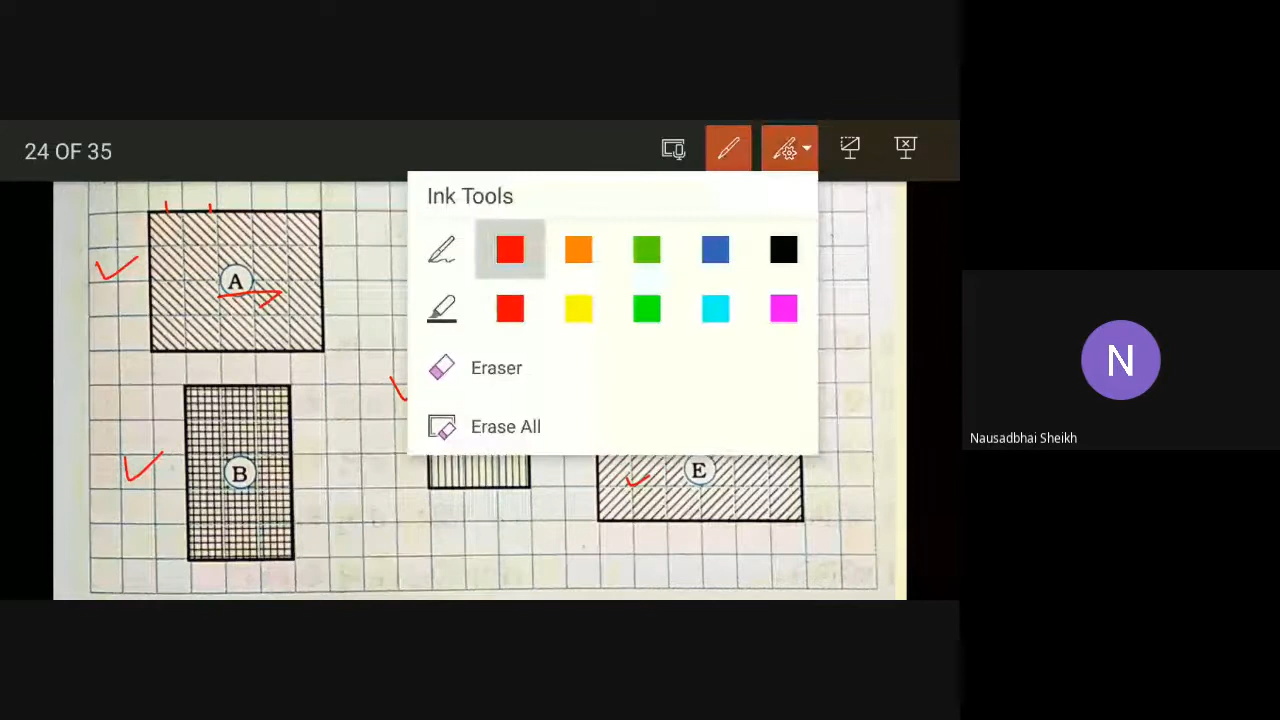 24 OF 35
Ink Tools
A
Eraser
Nausadbhai Sheikh
N
Erase All
B
E